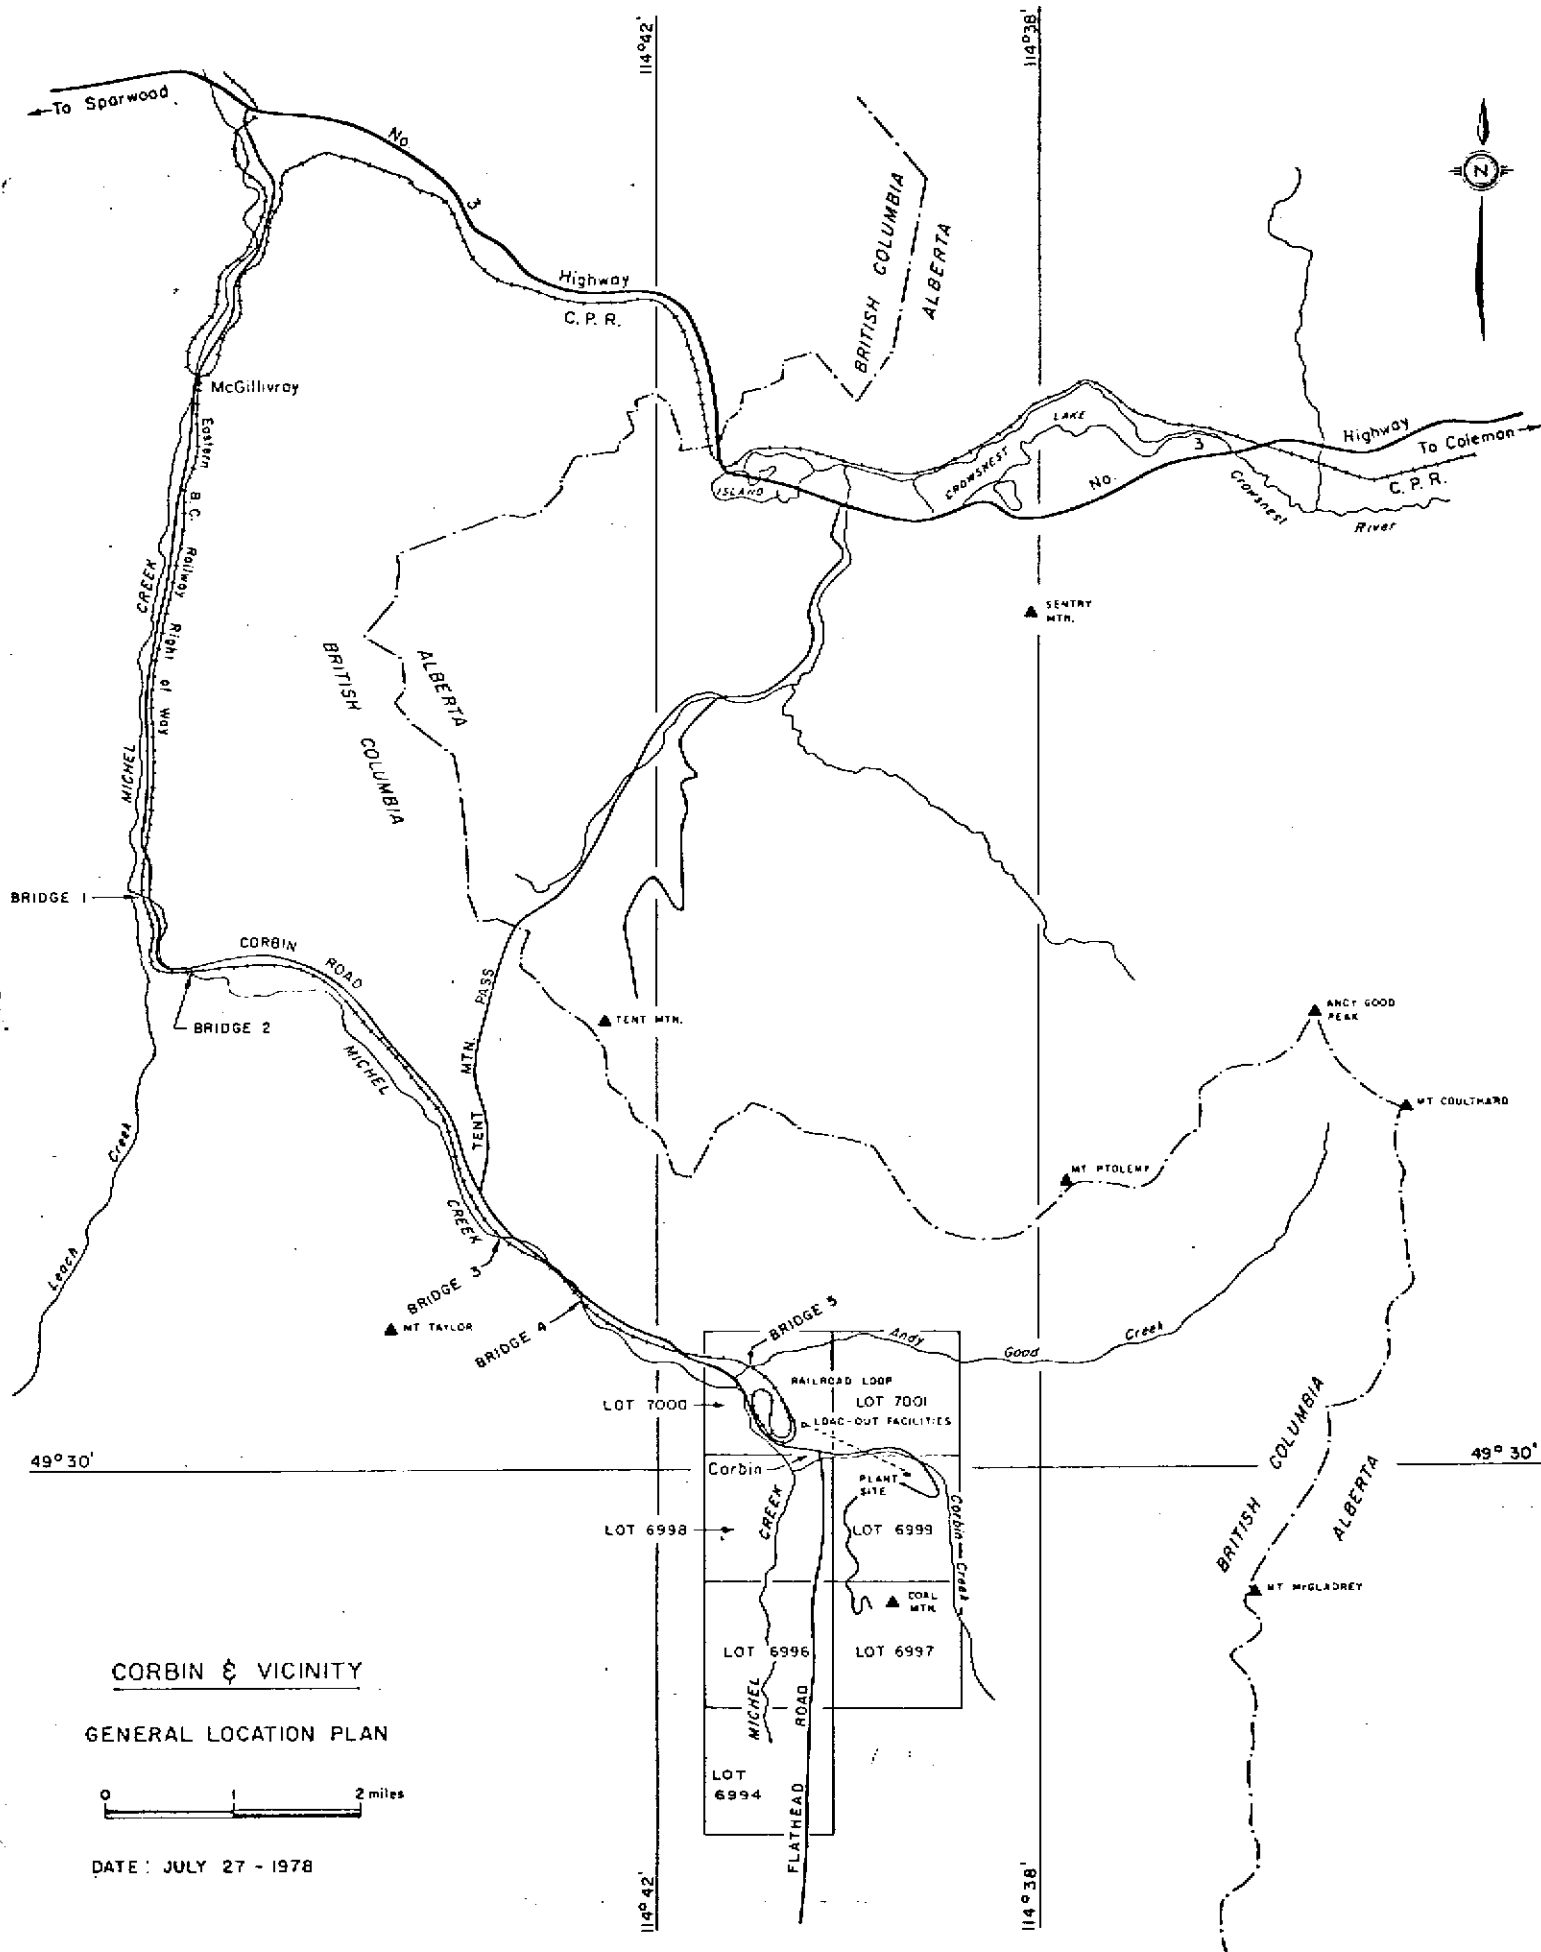 114°42'
114°38'
To Sparwood
No.
3
Highway
C. P. R.
BRITISH COLUMBIA
ALBERTA
N
McGillivray
Eastern B.C. Railway Right of Way
MICHEL CREEK
ISLAND
CROWSNEST LAKE
No. 3 Highway
To Coleman
C. P. R.
Crowsnest River
SENTRY
MTN.
BRITISH COLUMBIA
ALBERTA
BRIDGE 1
CORBIN ROAD
BRIDGE 2
MICHEL CREEK
TENT MTN. PASS
TENT MTN.
ANDY GOOD
PEAK
MT COULTHARD
MT PTOLEMY
Leach Creek
BRIDGE 3
MT TAYLOR
BRIDGE 4
BRIDGE 5
Andy Good Creek
RAILROAD LOOP
LOT 7000
LOT 7001
LOAD-OUT FACILITIES
49° 30'
49° 30'
Corbin
PLANT
SITE
BRITISH COLUMBIA
ALBERTA
LOT 6998
MICHEL CREEK
LOT 6999
Corbin Creek
COAL
MTN.
MT McGLADREY
LOT 6996
LOT 6997
FLATHEAD ROAD
LOT
6994
CORBIN & VICINITY
GENERAL LOCATION PLAN
0 1 2 miles
DATE: JULY 27 - 1978
114°42'
114°38'